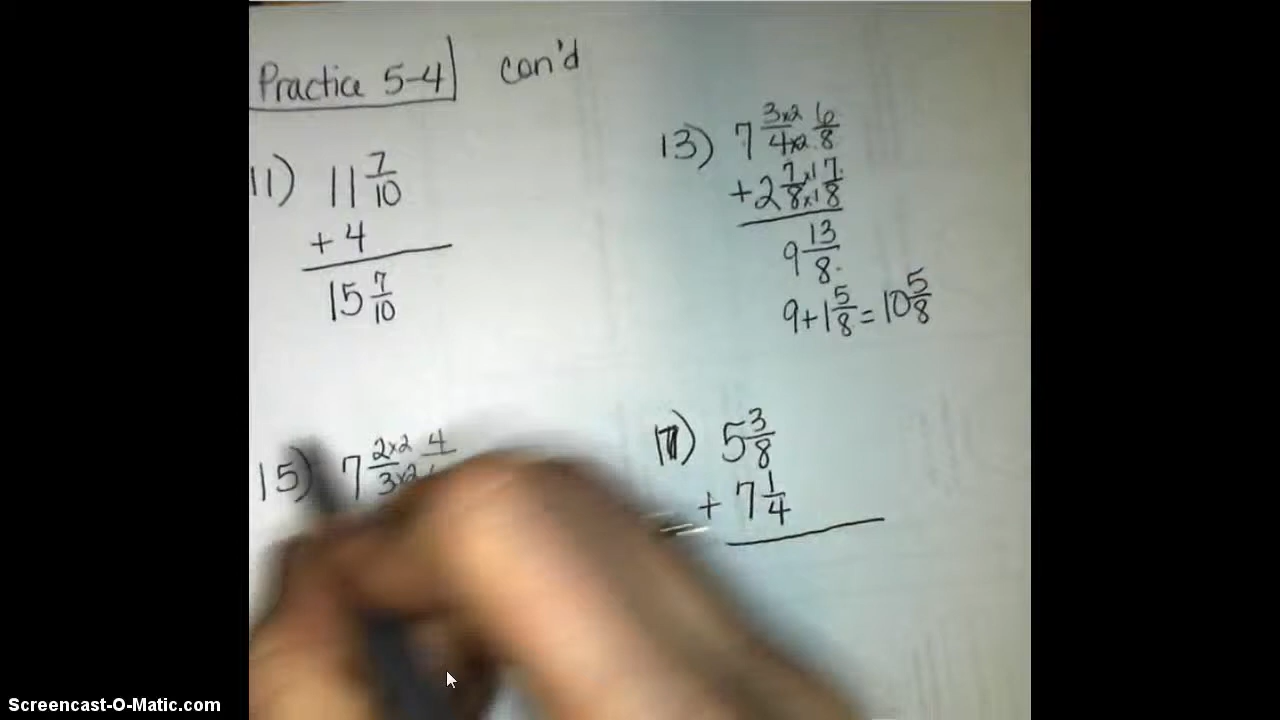 Practice 5-4 con'd
11) 11 7/10
+ 4
15 7/10
13) 7 3x2/4x2 6/8
+2 7x1/8x1 7/8
9 13/8
9+1 5/8 = 10 5/8
15) 7 2x2/3x2 4/
17) 5 3/8
+ 7 1/4
Screencast-O-Matic.com